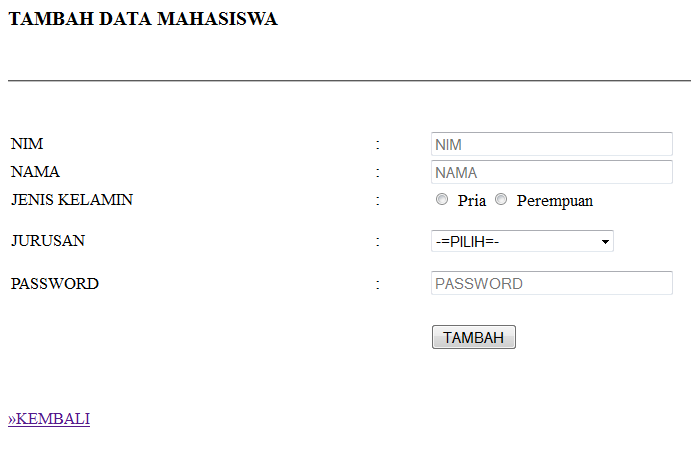 TAMBAH DATA MAHASISWA
NIM : NIM
NAMA : NAMA
JENIS KELAMIN : Pria Perempuan
JURUSAN : -=PILIH=-
PASSWORD : PASSWORD
TAMBAH
»KEMBALI